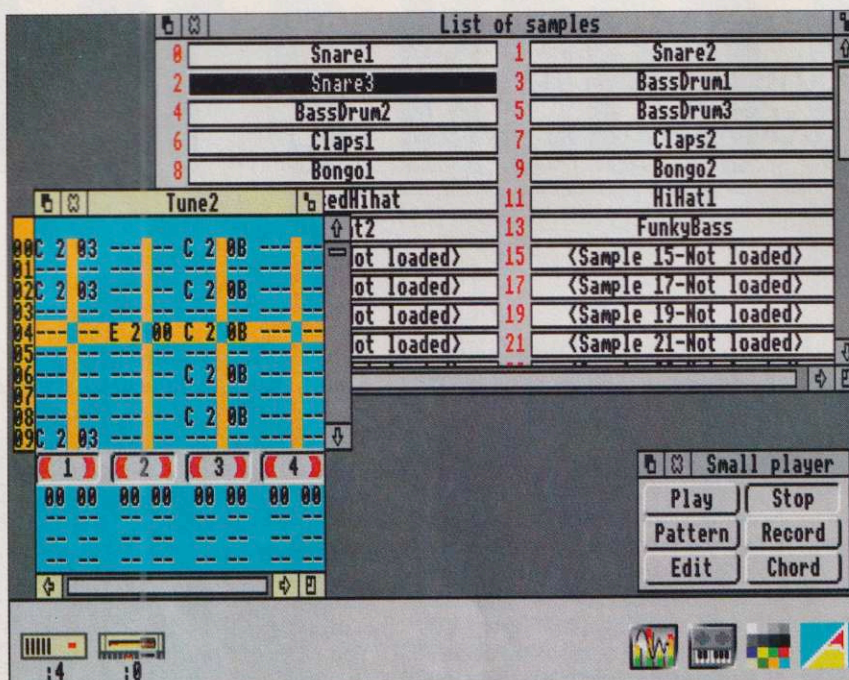 List of samples
0 Snare1 1 Snare2
2 Snare3 3 BassDrum1
4 BassDrum2 5 BassDrum3
6 Claps1 7 Claps2
8 Bongo1 9 Bongo2
edHihat 11 HiHat1
t2 13 FunkyBass
ot loaded> 15 <Sample 15-Not loaded>
ot loaded> 17 <Sample 17-Not loaded>
ot loaded> 19 <Sample 19-Not loaded>
ot loaded> 21 <Sample 21-Not loaded>
Tune2
00 C 2 03 --- -- C 2 0B --- --
01 --- -- --- -- --- -- --- --
02 C 2 03 --- -- C 2 0B --- --
03 --- -- --- -- --- -- --- --
04 --- -- E 2 00 C 2 0B --- --
05 --- -- --- -- --- -- --- --
06 --- -- --- -- C 2 0B --- --
07 --- -- --- -- --- -- --- --
08 --- -- --- -- C 2 0B --- --
09 C 2 03 --- -- --- -- --- --
1 2 3 4
00 00 00 00 00 00 00 00
-- -- -- -- -- -- -- --
-- -- -- -- -- -- -- --
-- -- -- -- -- -- -- --
Small player
Play Stop
Pattern Record
Edit Chord
:4 :0